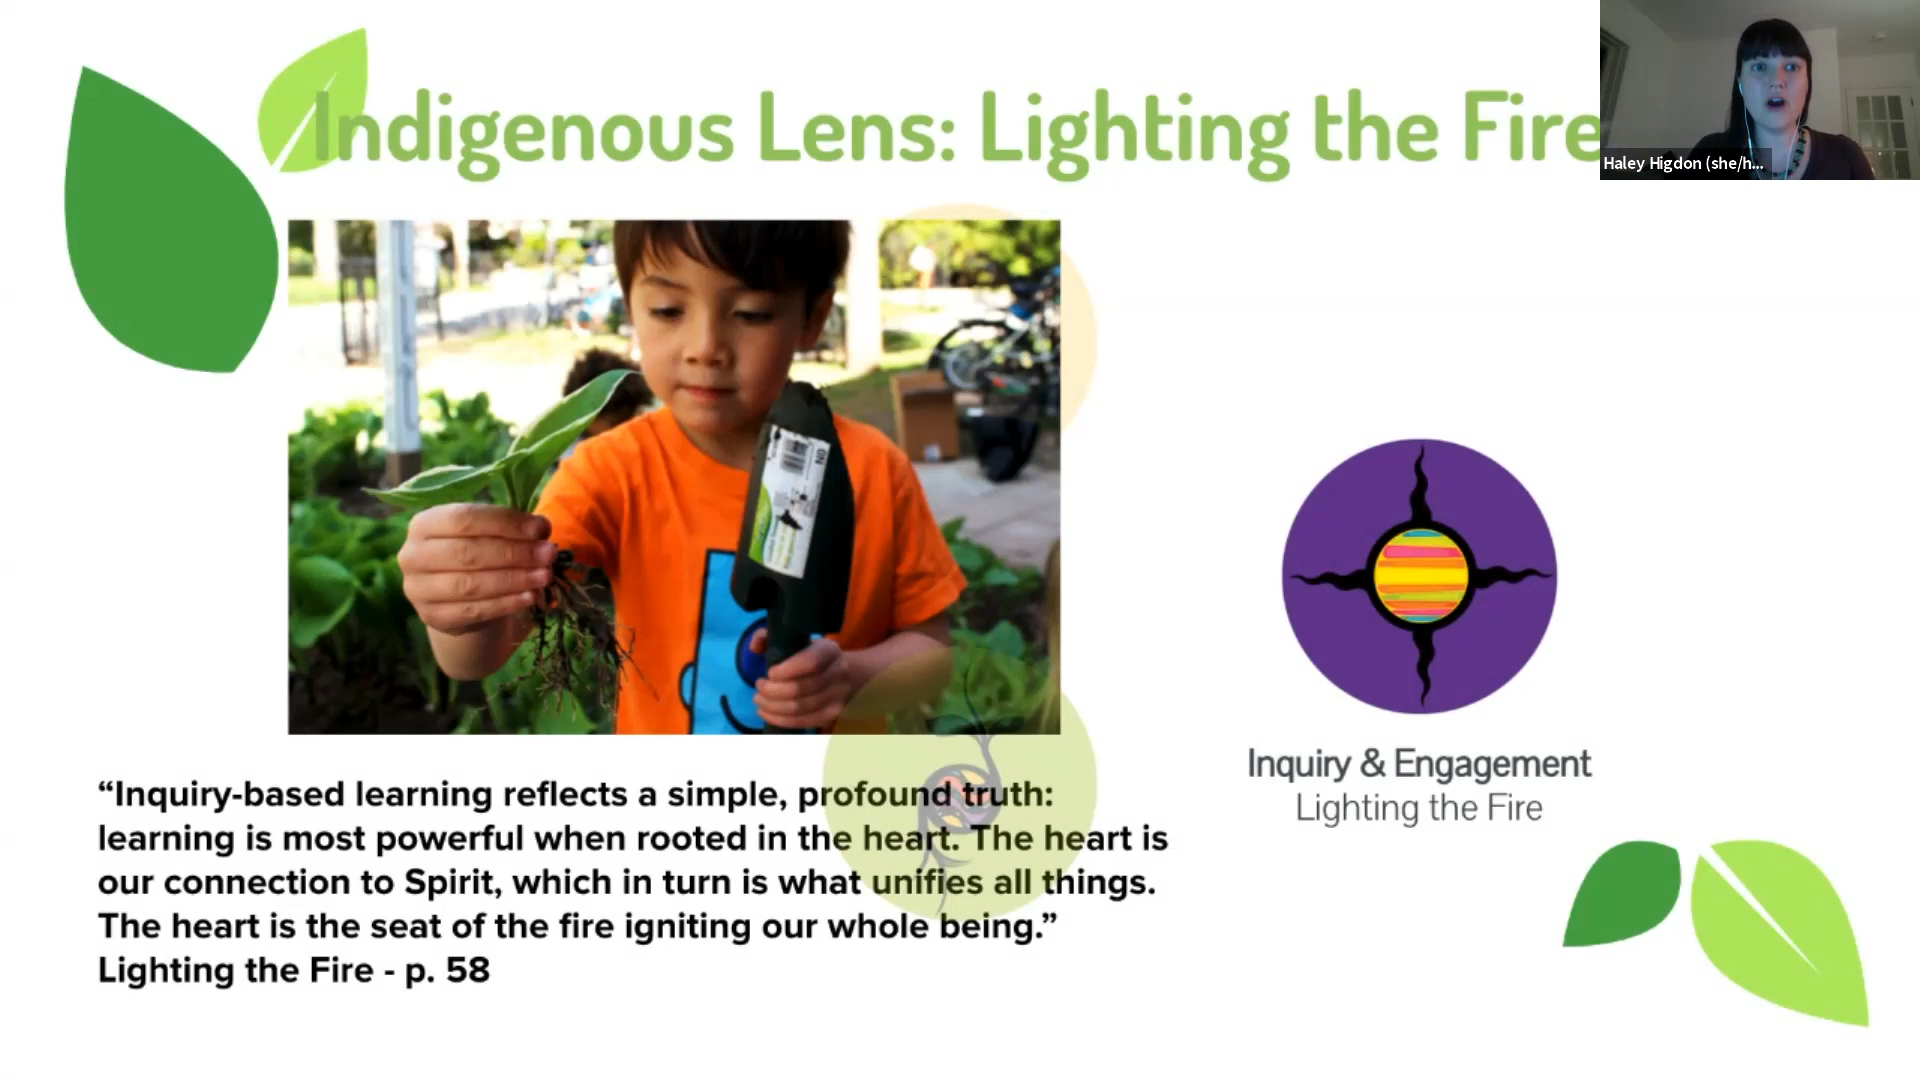 Indigenous Lens: Lighting the Fire
Haley Higdon (she/h...
NO
Inquiry & Engagement
Lighting the Fire
“Inquiry-based learning reflects a simple, profound truth:
learning is most powerful when rooted in the heart. The heart is
our connection to Spirit, which in turn is what unifies all things.
The heart is the seat of the fire igniting our whole being.”
Lighting the Fire - p. 58